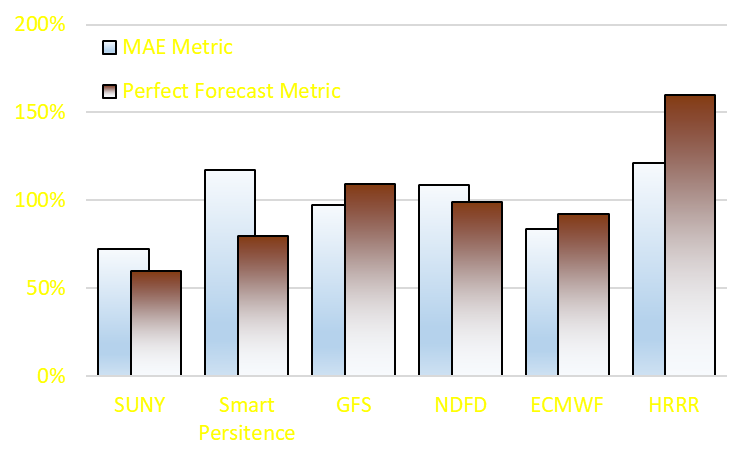 200%
MAE Metric
Perfect Forecast Metric
150%
100%
50%
0%
SUNY
Smart
Persitence
GFS
NDFD
ECMWF
HRRR